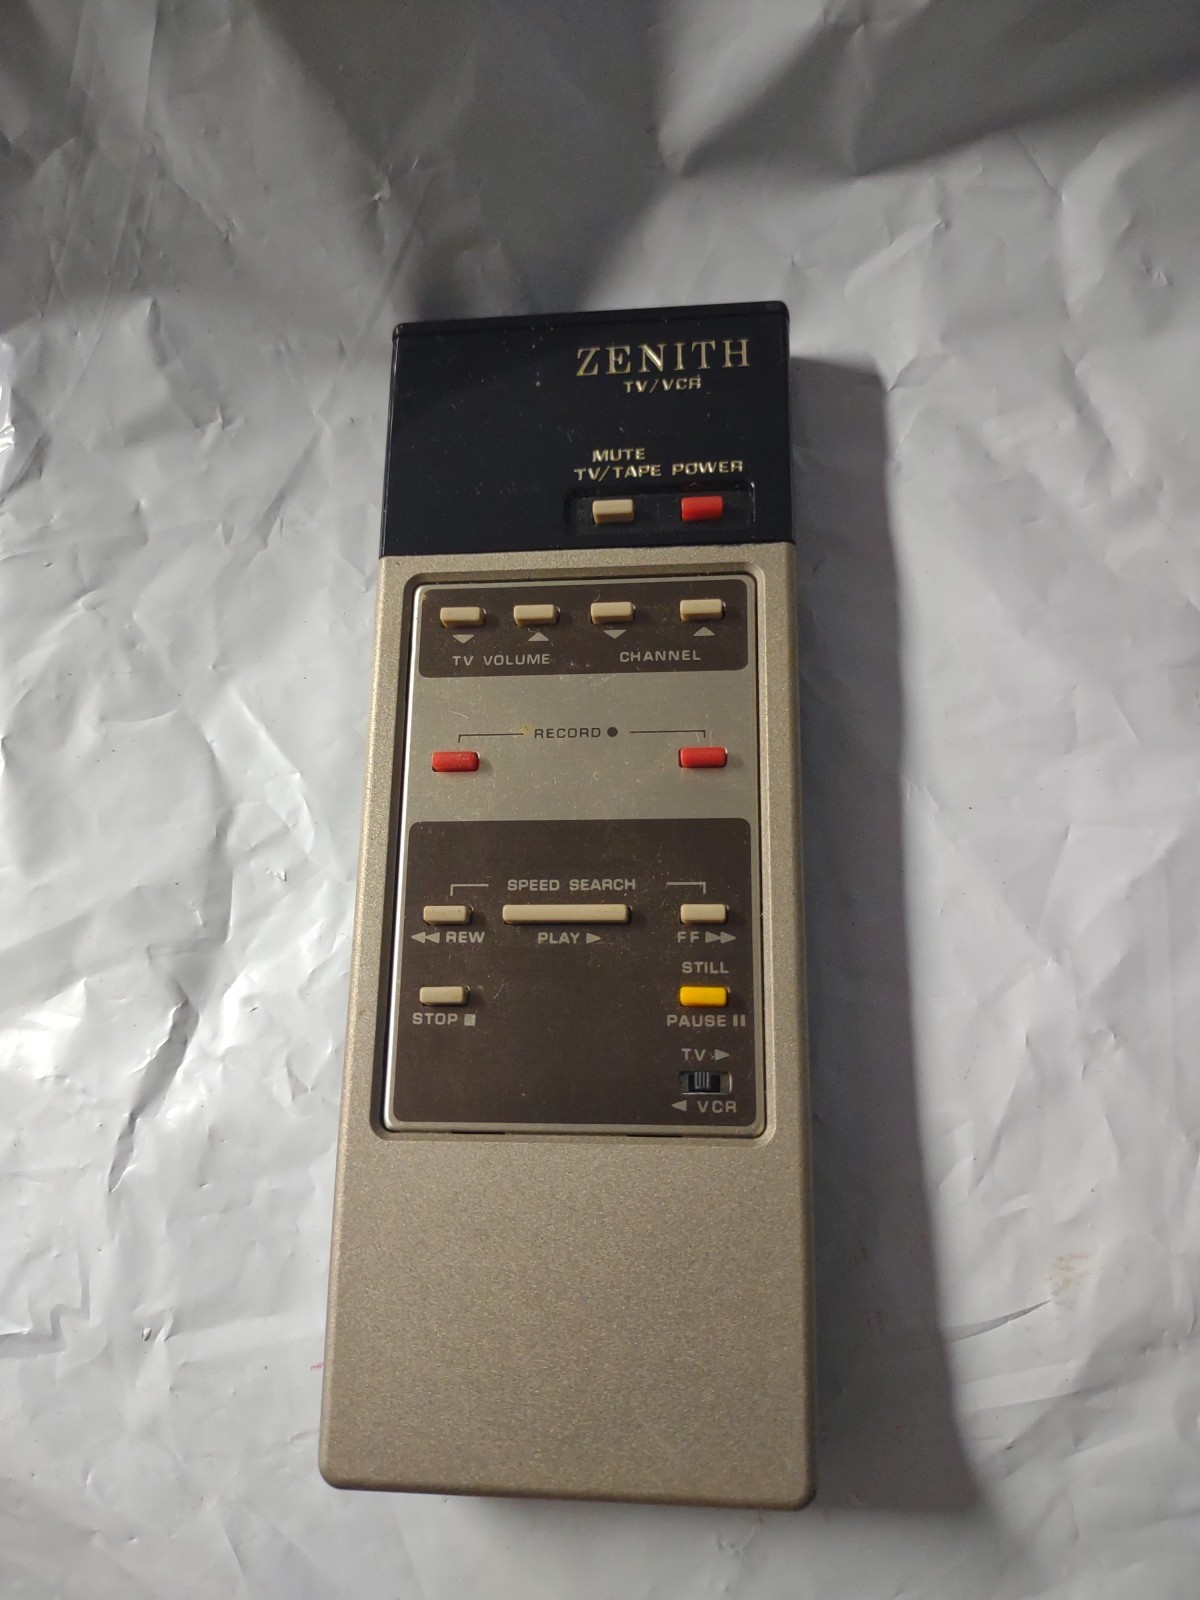 ZENITH
TV/VCR
MUTE
TV/TAPE POWER
TV VOLUME CHANNEL
RECORD
SPEED SEARCH
REW PLAY FF
STILL
STOP PAUSE
TV
VCR